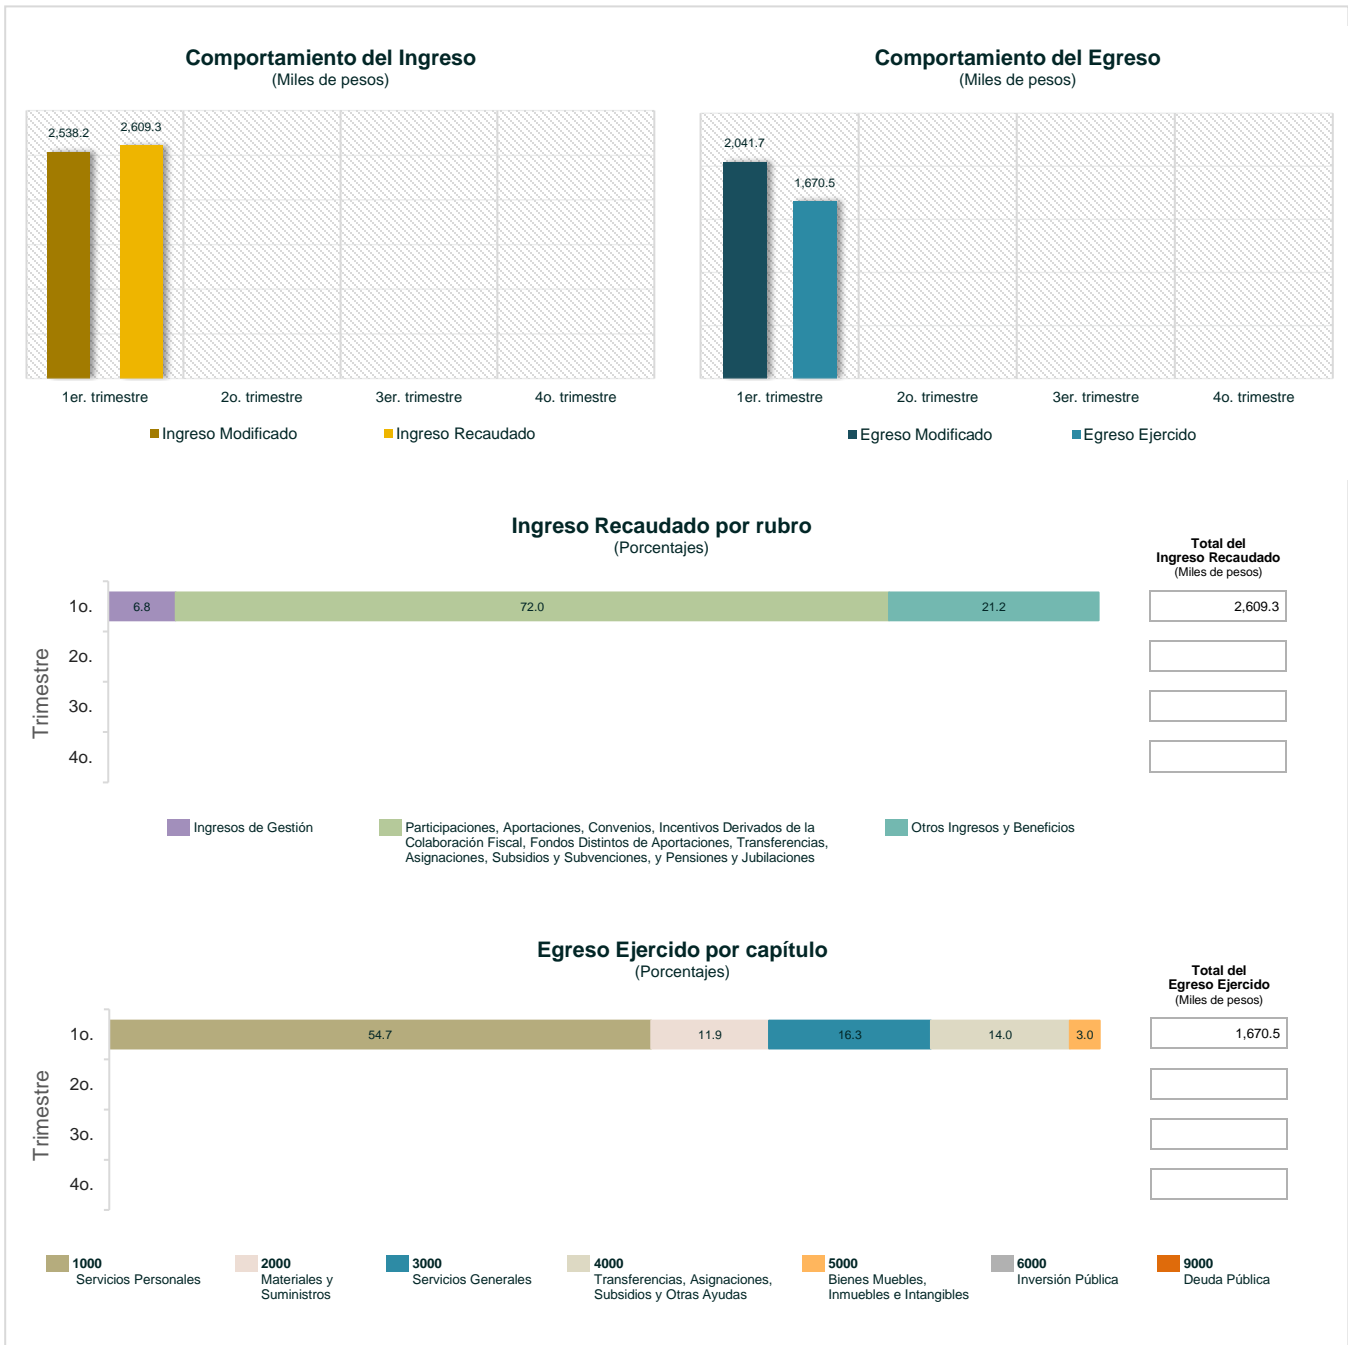 Comportamiento del Ingreso
(Miles de pesos)
2,538.2
2,609.3
1er. trimestre
2o. trimestre
3er. trimestre
4o. trimestre
Ingreso Modificado
Ingreso Recaudado
Comportamiento del Egreso
(Miles de pesos)
2,041.7
1,670.5
1er. trimestre
2o. trimestre
3er. trimestre
4o. trimestre
Egreso Modificado
Egreso Ejercido
Ingreso Recaudado por rubro
(Porcentajes)
Total del
Ingreso Recaudado
(Miles de pesos)
Trimestre
1o.
6.8
72.0
21.2
2,609.3
2o.
3o.
4o.
Ingresos de Gestión
Participaciones, Aportaciones, Convenios, Incentivos Derivados de la
Colaboración Fiscal, Fondos Distintos de Aportaciones, Transferencias,
Asignaciones, Subsidios y Subvenciones, y Pensiones y Jubilaciones
Otros Ingresos y Beneficios
Egreso Ejercido por capítulo
(Porcentajes)
Total del
Egreso Ejercido
(Miles de pesos)
Trimestre
1o.
54.7
11.9
16.3
14.0
3.0
1,670.5
2o.
3o.
4o.
1000
Servicios Personales
2000
Materiales y
Suministros
3000
Servicios Generales
4000
Transferencias, Asignaciones,
Subsidios y Otras Ayudas
5000
Bienes Muebles,
Inmuebles e Intangibles
6000
Inversión Pública
9000
Deuda Pública